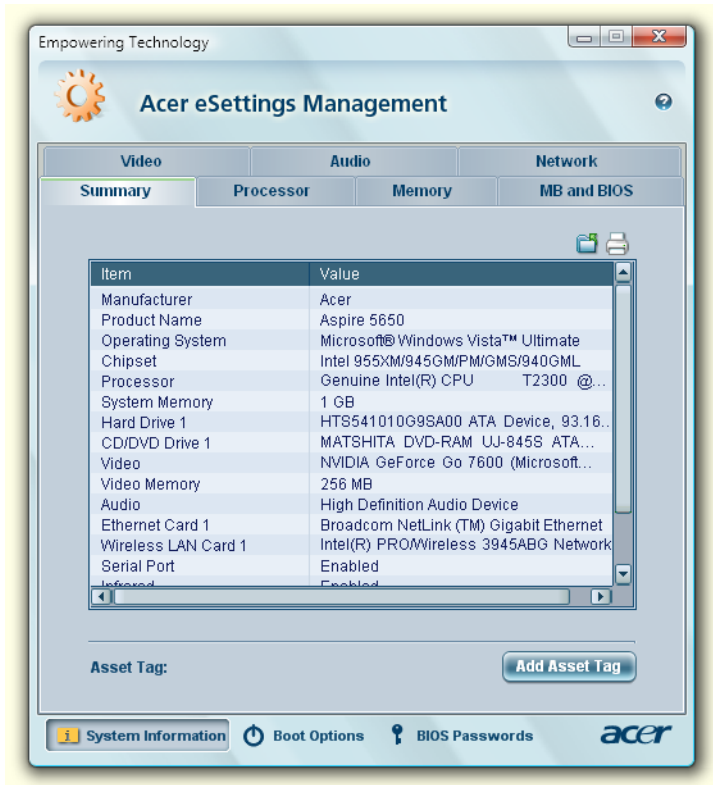 Empowering Technology
Acer eSettings Management
Video Audio Network
Summary Processor Memory MB and BIOS
Item Value
Manufacturer Acer
Product Name Aspire 5650
Operating System Microsoft® Windows Vista™ Ultimate
Chipset Intel 955XM/945GM/PM/GMS/940GML
Processor Genuine Intel(R) CPU T2300 @...
System Memory 1 GB
Hard Drive 1 HTS541010G9SA00 ATA Device, 93.16..
CD/DVD Drive 1 MATSHITA DVD-RAM UJ-845S ATA...
Video NVIDIA GeForce Go 7600 (Microsoft...
Video Memory 256 MB
Audio High Definition Audio Device
Ethernet Card 1 Broadcom NetLink (TM) Gigabit Ethernet
Wireless LAN Card 1 Intel(R) PRO/Wireless 3945ABG Network
Serial Port Enabled
Infrared Enabled
Asset Tag: Add Asset Tag
System Information Boot Options BIOS Passwords acer